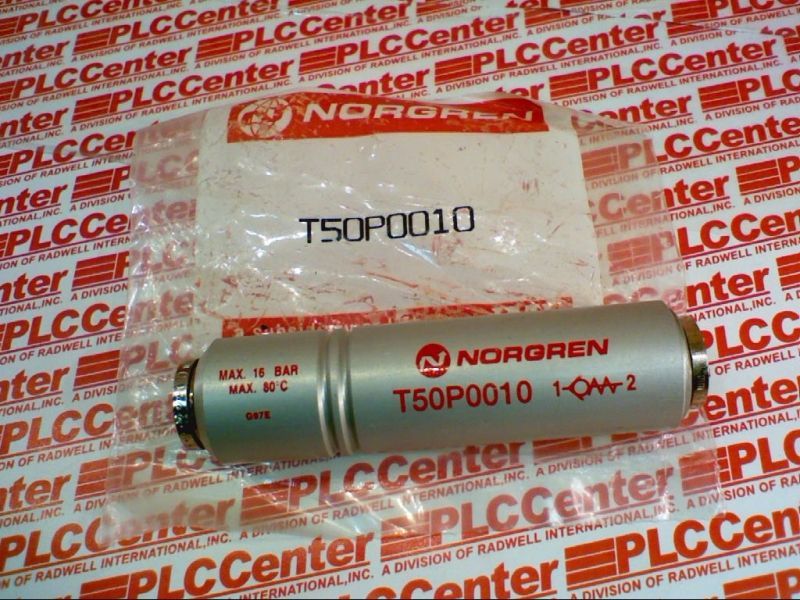 NORGREN
T50P0010
MAX. 16 BAR
MAX. 80°C
G97E
NORGREN
T50P0010 1 2
PLCCenter
A DIVISION OF RADWELL INTERNATIONAL,INC.